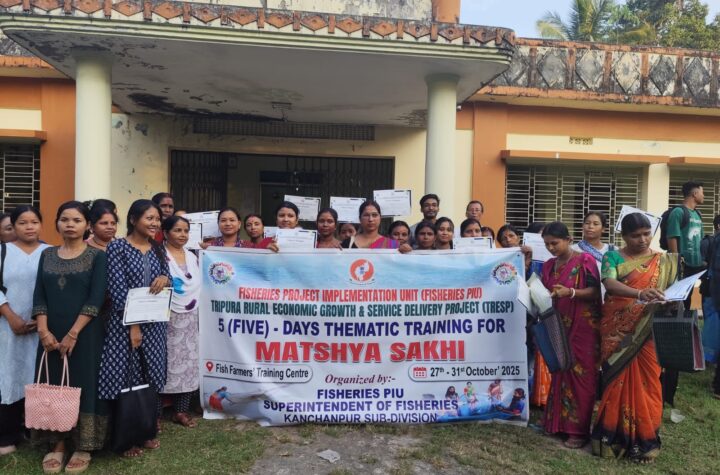 FISHERIES PROJECT IMPLEMENTATION UNIT (FISHERIES PIU)
TRIPURA RURAL ECONOMIC GROWTH & SERVICE DELIVERY PROJECT (TRESP)
5 (FIVE) - DAYS THEMATIC TRAINING FOR
MATSHYA SAKHI
Fish Farmers' Training Centre
27th - 31st October' 2025
Organized by:-
FISHERIES PIU
SUPERINTENDENT OF FISHERIES
KANCHANPUR SUB-DIVISION